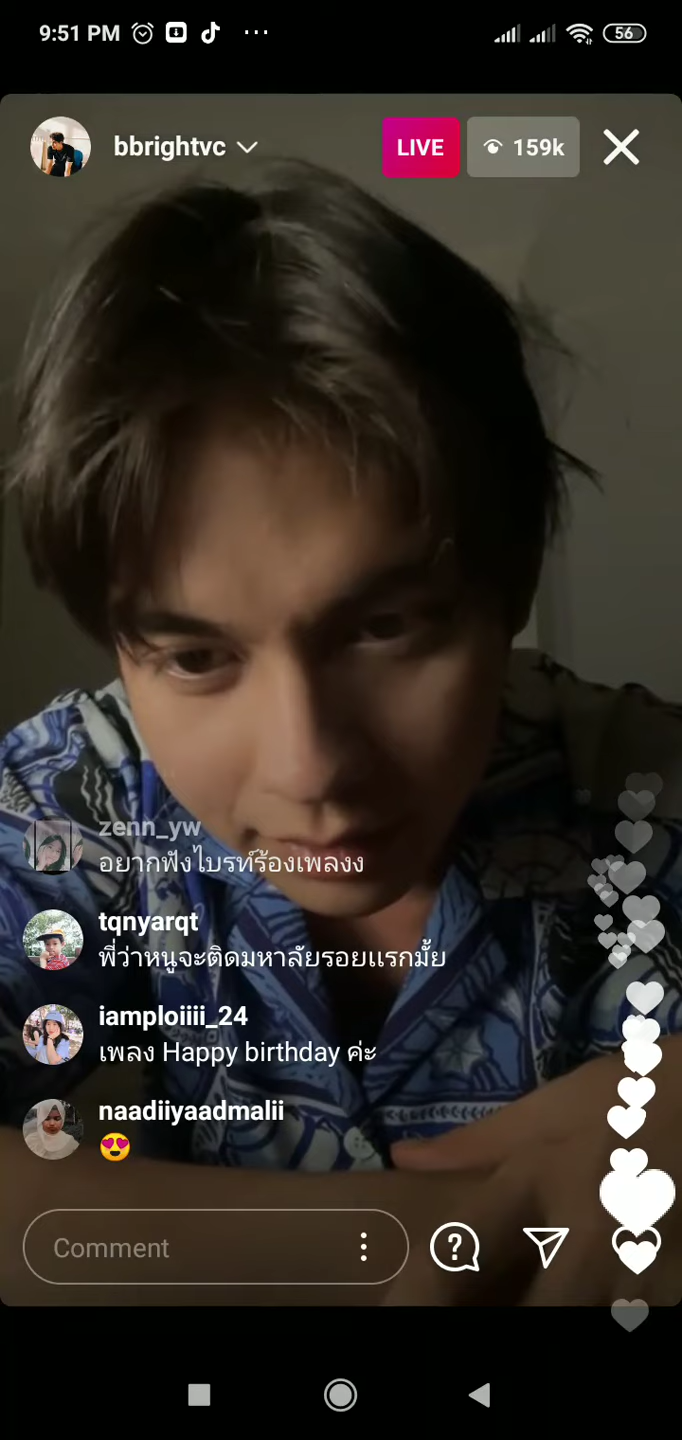 9:51 PM
56
bbrightvc
LIVE
159k
zenn_yw
อยากฟังไบรท์ร้องเพลงง
tqnyarqt
พี่ว่าหนูจะติดมหาลัยรอยแรกมั้ย
iamploiiii_24
เพลง Happy birthday ค่ะ
naadiiyaadmalii
😍
Comment